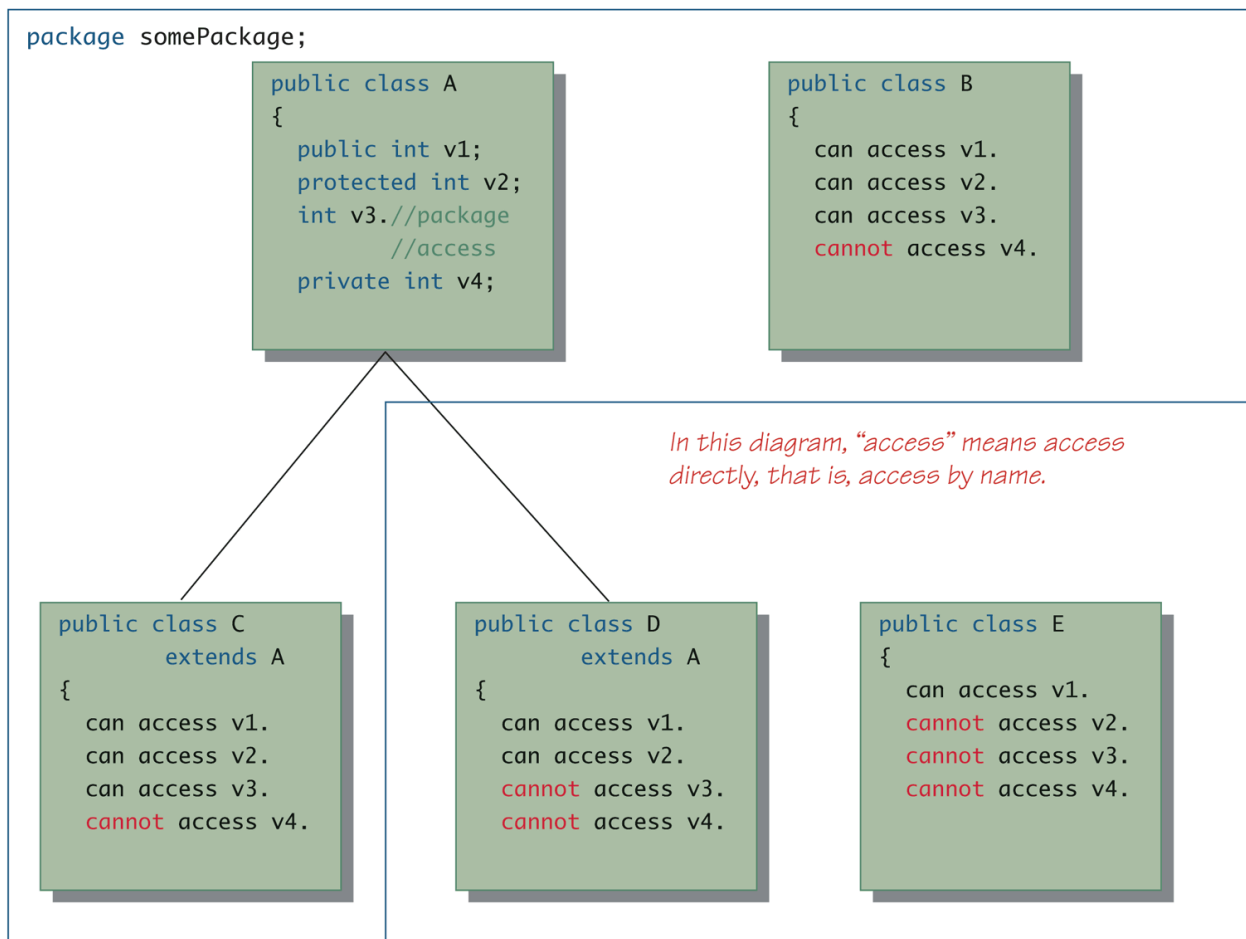 package somePackage;
public class A
{
public int v1;
protected int v2;
int v3.//package
//access
private int v4;
public class B
{
can access v1.
can access v2.
can access v3.
cannot access v4.
In this diagram, “access” means access
directly, that is, access by name.
public class C
extends A
{
can access v1.
can access v2.
can access v3.
cannot access v4.
public class D
extends A
{
can access v1.
can access v2.
cannot access v3.
cannot access v4.
public class E
{
can access v1.
cannot access v2.
cannot access v3.
cannot access v4.